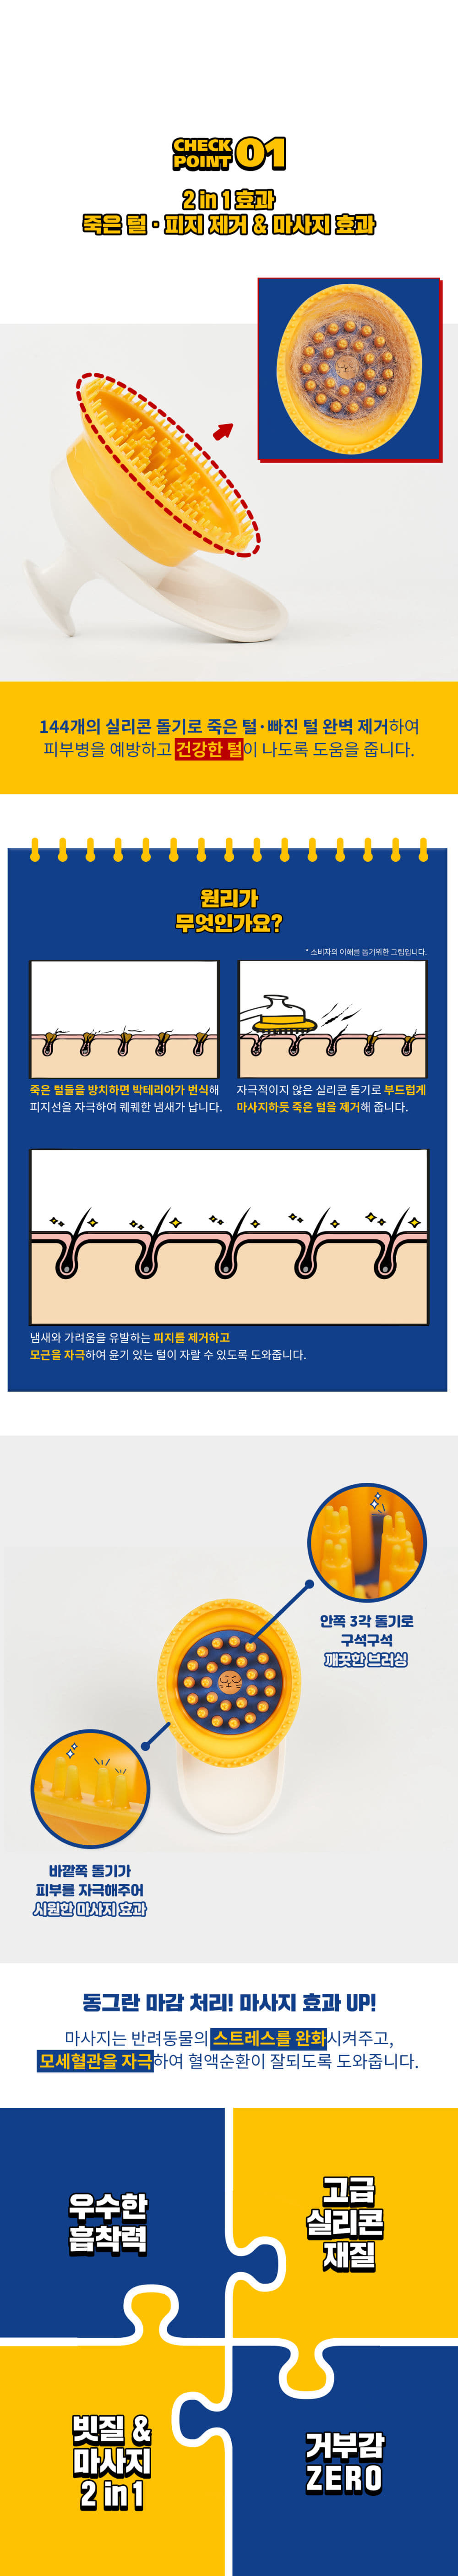 CHECK
POINT 01
2 in 1 효과
죽은 털 · 피지 제거 & 마사지 효과
144개의 실리콘 돌기로 죽은 털·빠진 털 완벽 제거하여
피부병을 예방하고 건강한 털이 나도록 도움을 줍니다.
원리가
무엇인가요?
* 소비자의 이해를 돕기위한 그림입니다.
죽은 털들을 방치하면 박테리아가 번식해
피지선을 자극하여 퀘퀘한 냄새가 납니다.
자극적이지 않은 실리콘 돌기로 부드럽게
마사지하듯 죽은 털을 제거해 줍니다.
냄새와 가려움을 유발하는 피지를 제거하고
모근을 자극하여 윤기 있는 털이 자랄 수 있도록 도와줍니다.
안쪽 3각 돌기로
구석구석
깨끗한 브러싱
바깥쪽 돌기가
피부를 자극해주어
시원한 마사지 효과
동그란 마감 처리! 마사지 효과 UP!
마사지는 반려동물의 스트레스를 완화시켜주고,
모세혈관을 자극하여 혈액순환이 잘되도록 도와줍니다.
우수한
흡착력
고급
실리콘
재질
빗질 &
마사지
2 in 1
거부감
ZERO